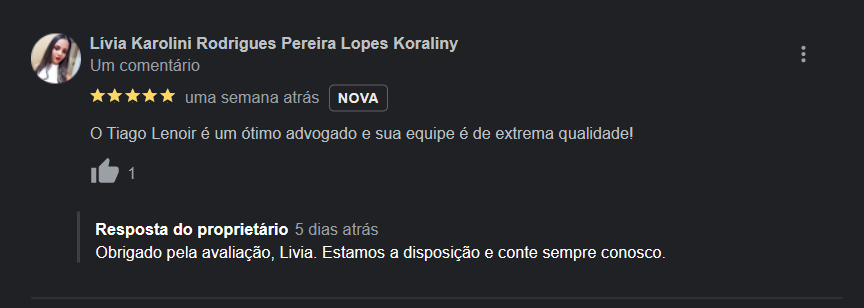 Lívia Karolini Rodrigues Pereira Lopes Koraliny
Um comentário
uma semana atrás NOVA
O Tiago Lenoir é um ótimo advogado e sua equipe é de extrema qualidade!
1
Resposta do proprietário 5 dias atrás
Obrigado pela avaliação, Livia. Estamos a disposição e conte sempre conosco.